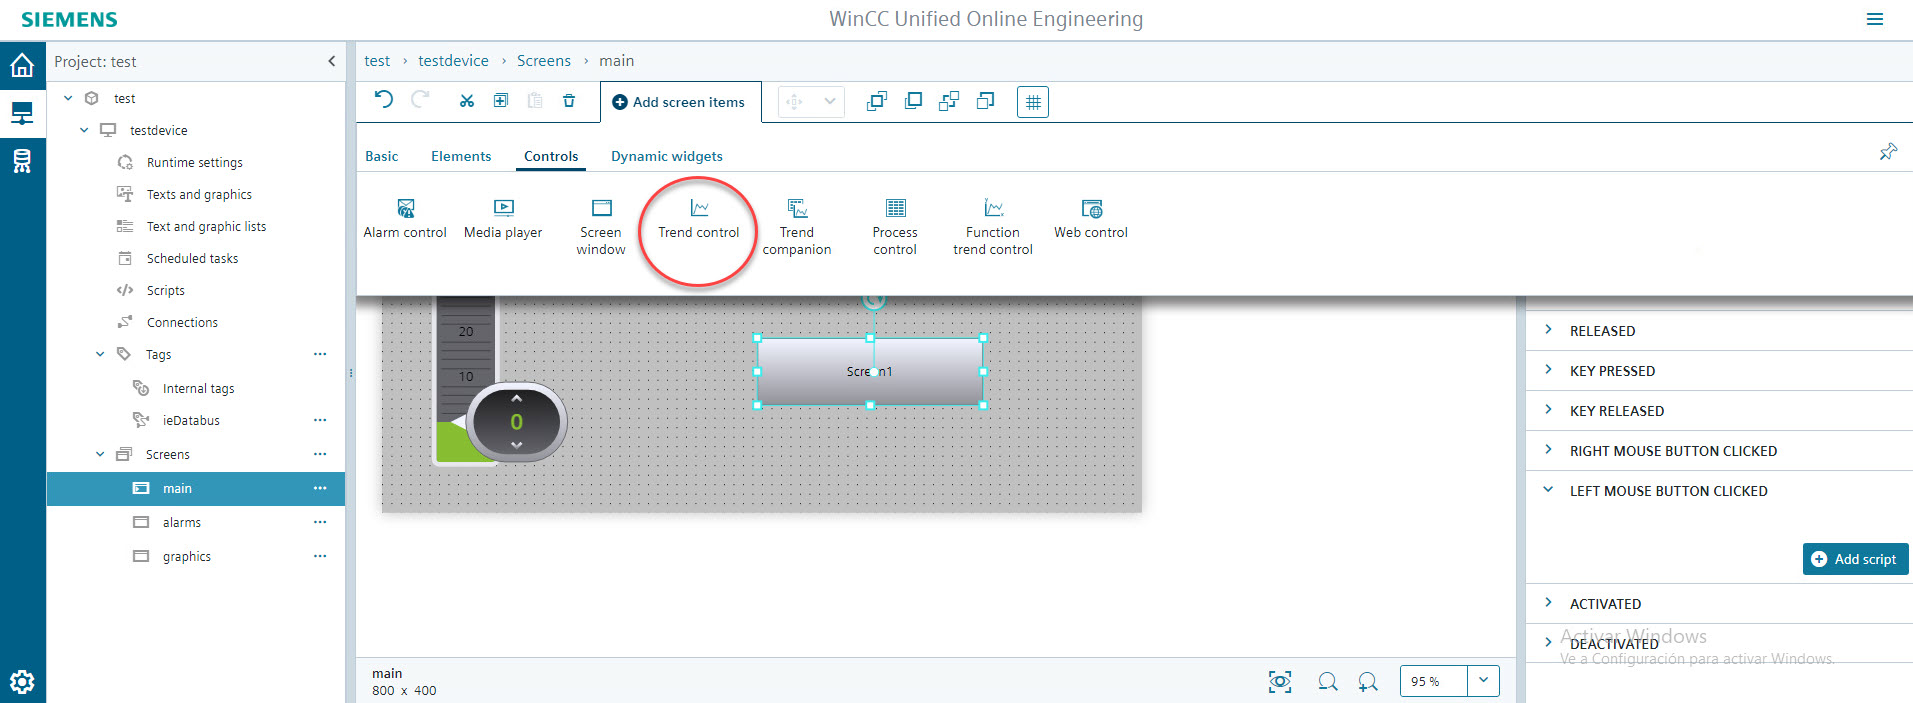 SIEMENS
WinCC Unified Online Engineering
Project: test
test › testdevice › Screens › main
test
testdevice
Runtime settings
Texts and graphics
Text and graphic lists
Scheduled tasks
Scripts
Connections
Tags
Internal tags
ieDatabus
Screens
main
alarms
graphics
Add screen items
Basic
Elements
Controls
Dynamic widgets
Alarm control
Media player
Screen
window
Trend control
Trend
companion
Process
control
Function
trend control
Web control
20
10
0
Screen1
RELEASED
KEY PRESSED
KEY RELEASED
RIGHT MOUSE BUTTON CLICKED
LEFT MOUSE BUTTON CLICKED
Add script
ACTIVATED
DEACTIVATED
Activar Windows
Ve a Configuración para activar Windows.
main
800 x 400
95 %